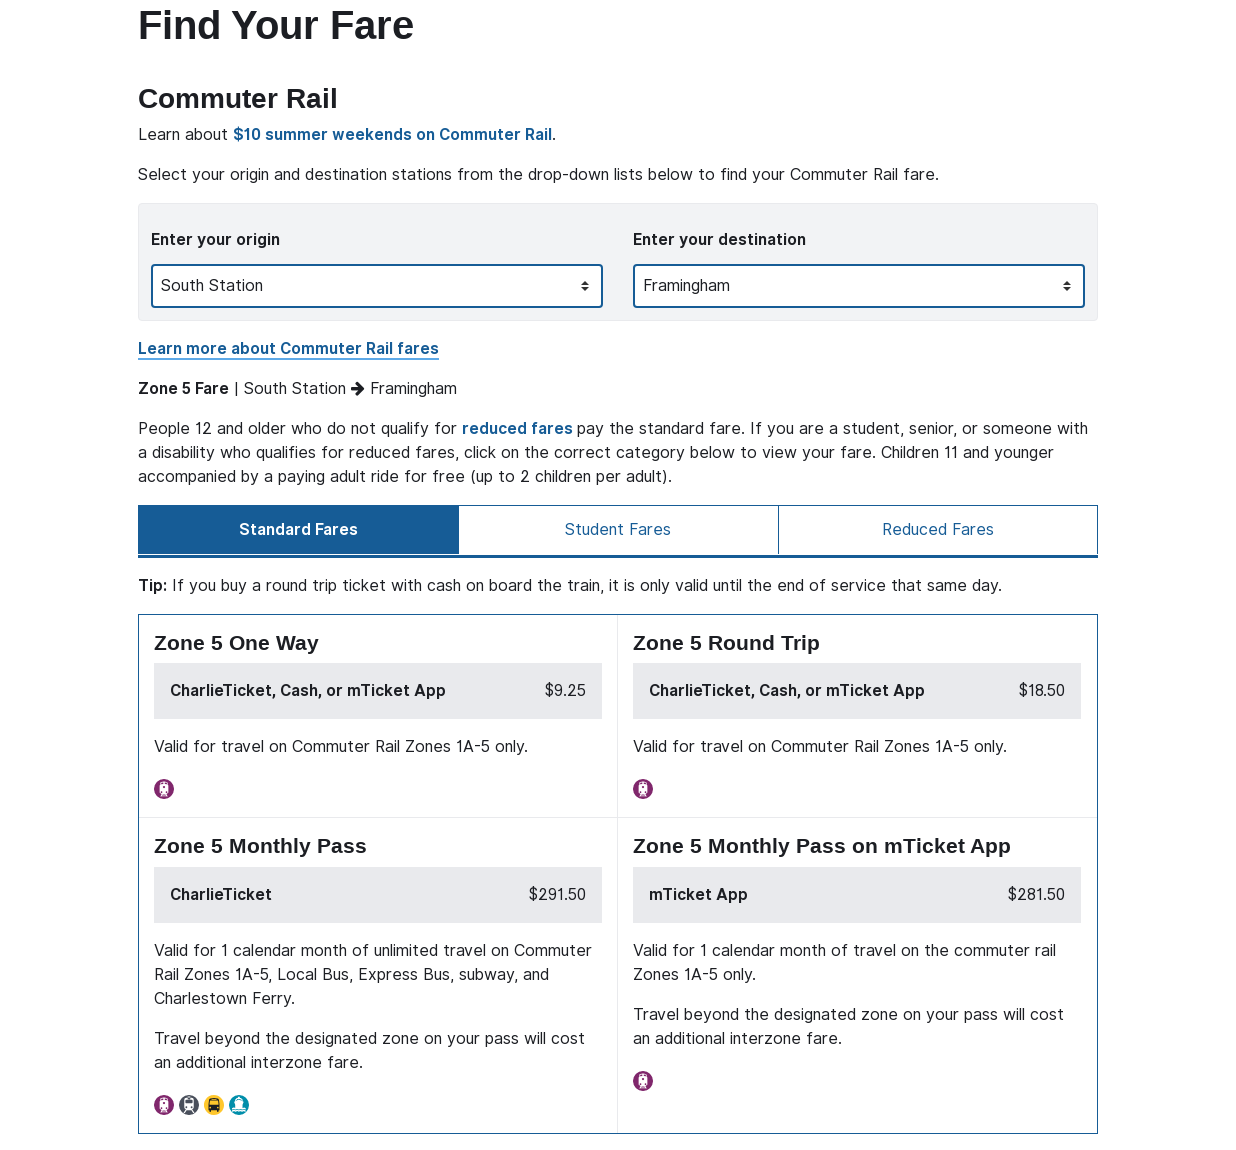 Find Your Fare
Commuter Rail
Learn about $10 summer weekends on Commuter Rail.
Select your origin and destination stations from the drop-down lists below to find your Commuter Rail fare.
Enter your origin
Enter your destination
South Station
Framingham
Learn more about Commuter Rail fares
Zone 5 Fare | South Station → Framingham
People 12 and older who do not qualify for reduced fares pay the standard fare. If you are a student, senior, or someone with
a disability who qualifies for reduced fares, click on the correct category below to view your fare. Children 11 and younger
accompanied by a paying adult ride for free (up to 2 children per adult).
Standard Fares
Student Fares
Reduced Fares
Tip: If you buy a round trip ticket with cash on board the train, it is only valid until the end of service that same day.
Zone 5 One Way
CharlieTicket, Cash, or mTicket App $9.25
Valid for travel on Commuter Rail Zones 1A-5 only.
Zone 5 Round Trip
CharlieTicket, Cash, or mTicket App $18.50
Valid for travel on Commuter Rail Zones 1A-5 only.
Zone 5 Monthly Pass
CharlieTicket $291.50
Valid for 1 calendar month of unlimited travel on Commuter
Rail Zones 1A-5, Local Bus, Express Bus, subway, and
Charlestown Ferry.
Travel beyond the designated zone on your pass will cost
an additional interzone fare.
Zone 5 Monthly Pass on mTicket App
mTicket App $281.50
Valid for 1 calendar month of travel on the commuter rail
Zones 1A-5 only.
Travel beyond the designated zone on your pass will cost
an additional interzone fare.